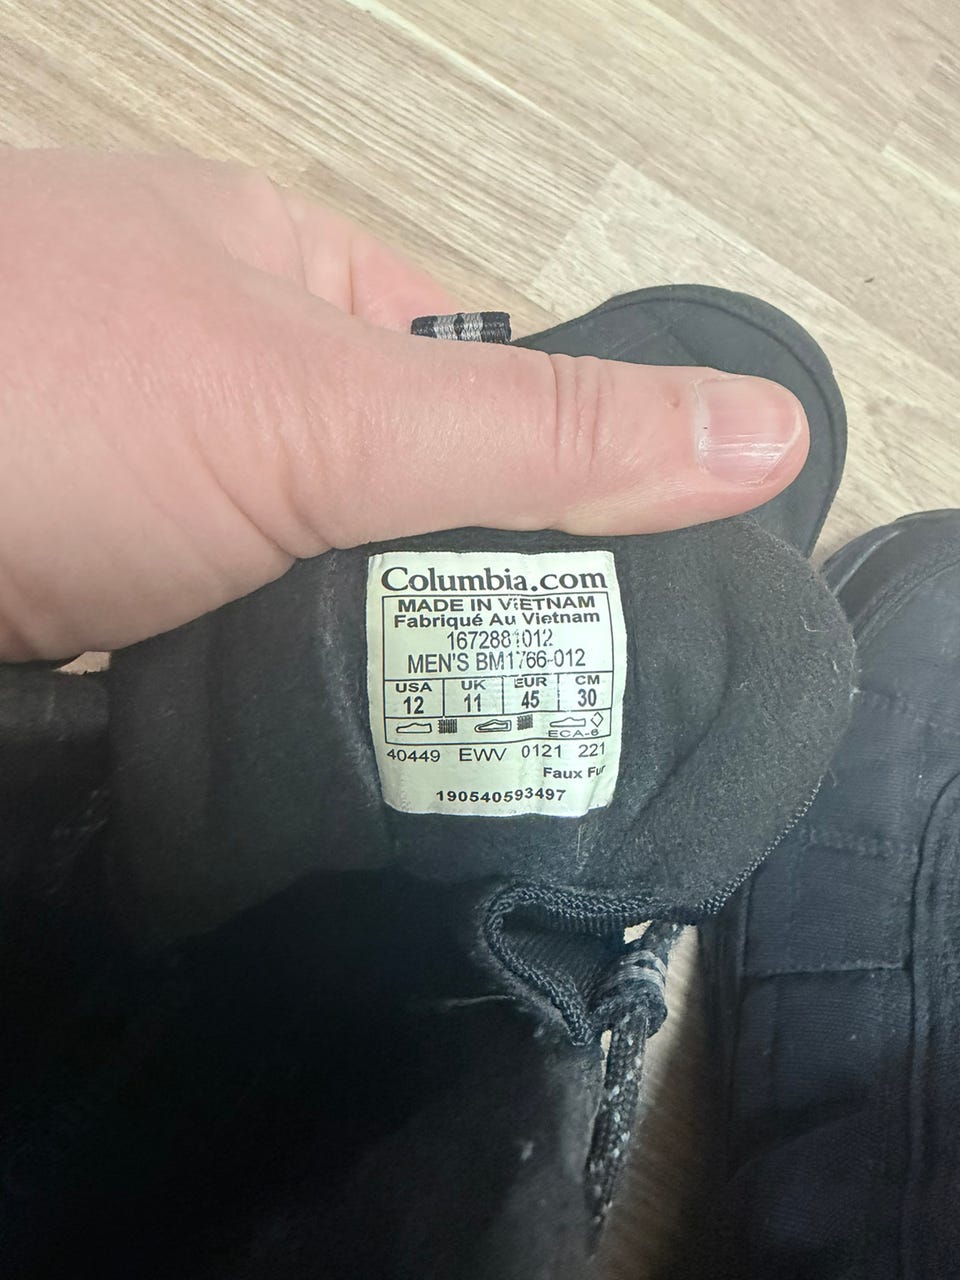 Columbia.com
MADE IN VIETNAM
Fabriqué Au Vietnam
1672881012
MEN'S BM1766-012
USA UK EUR CM
12 11 45 30
ECA-6
40449 EWV 0121 221
Faux Fur
190540593497